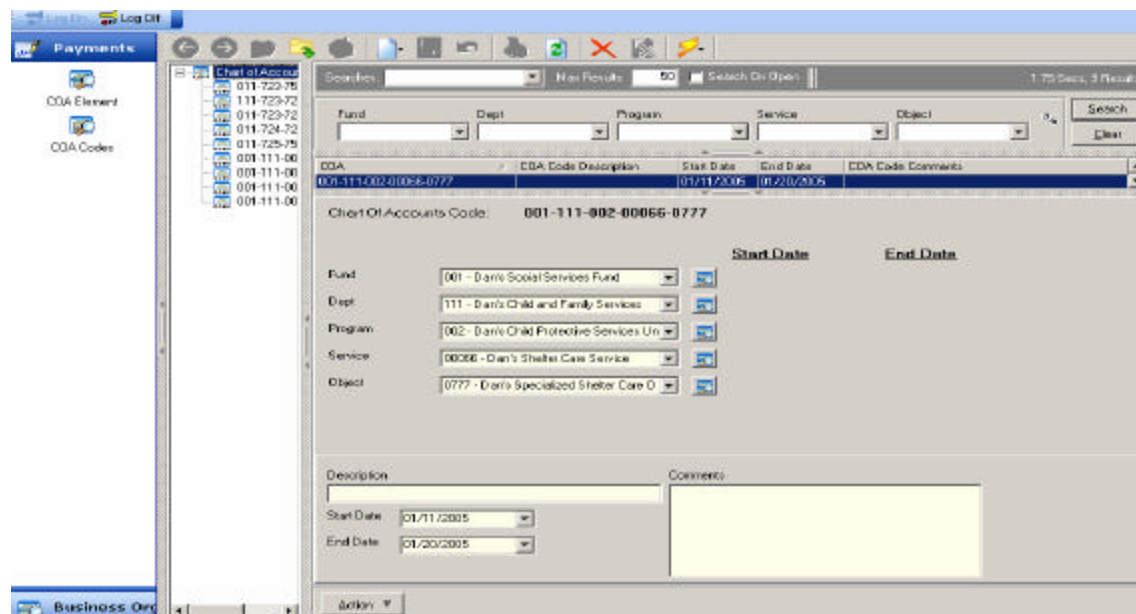 Log On Log Off
Payments
COA Element
COA Codes
Business Org
Chart of Accour
011-723-75
111-723-72
011-723-72
011-724-72
011-725-75
001-111-00
001-111-00
001-111-00
001-111-00
Searches: Max Results 50 Search On Open 1.75 Secs, 3 Result
Fund Dept Program Service Object Search
Clear
COA COA Code Description Start Date End Date COA Code Comments
001-111-002-00066-0777 01/11/2005 01/20/2005
Chart Of Accounts Code: 001-111-002-00066-0777
Start Date End Date
Fund 001 - Dan's Social Services Fund
Dept 111 - Dan's Child and Family Services
Program 002 - Dan's Child Protective Services Un
Service 00066 - Dan's Shelter Care Service
Object 0777 - Dan's Specialized Shelter Care O
Description Comments
Start Date 01/11/2005
End Date 01/20/2005
Action